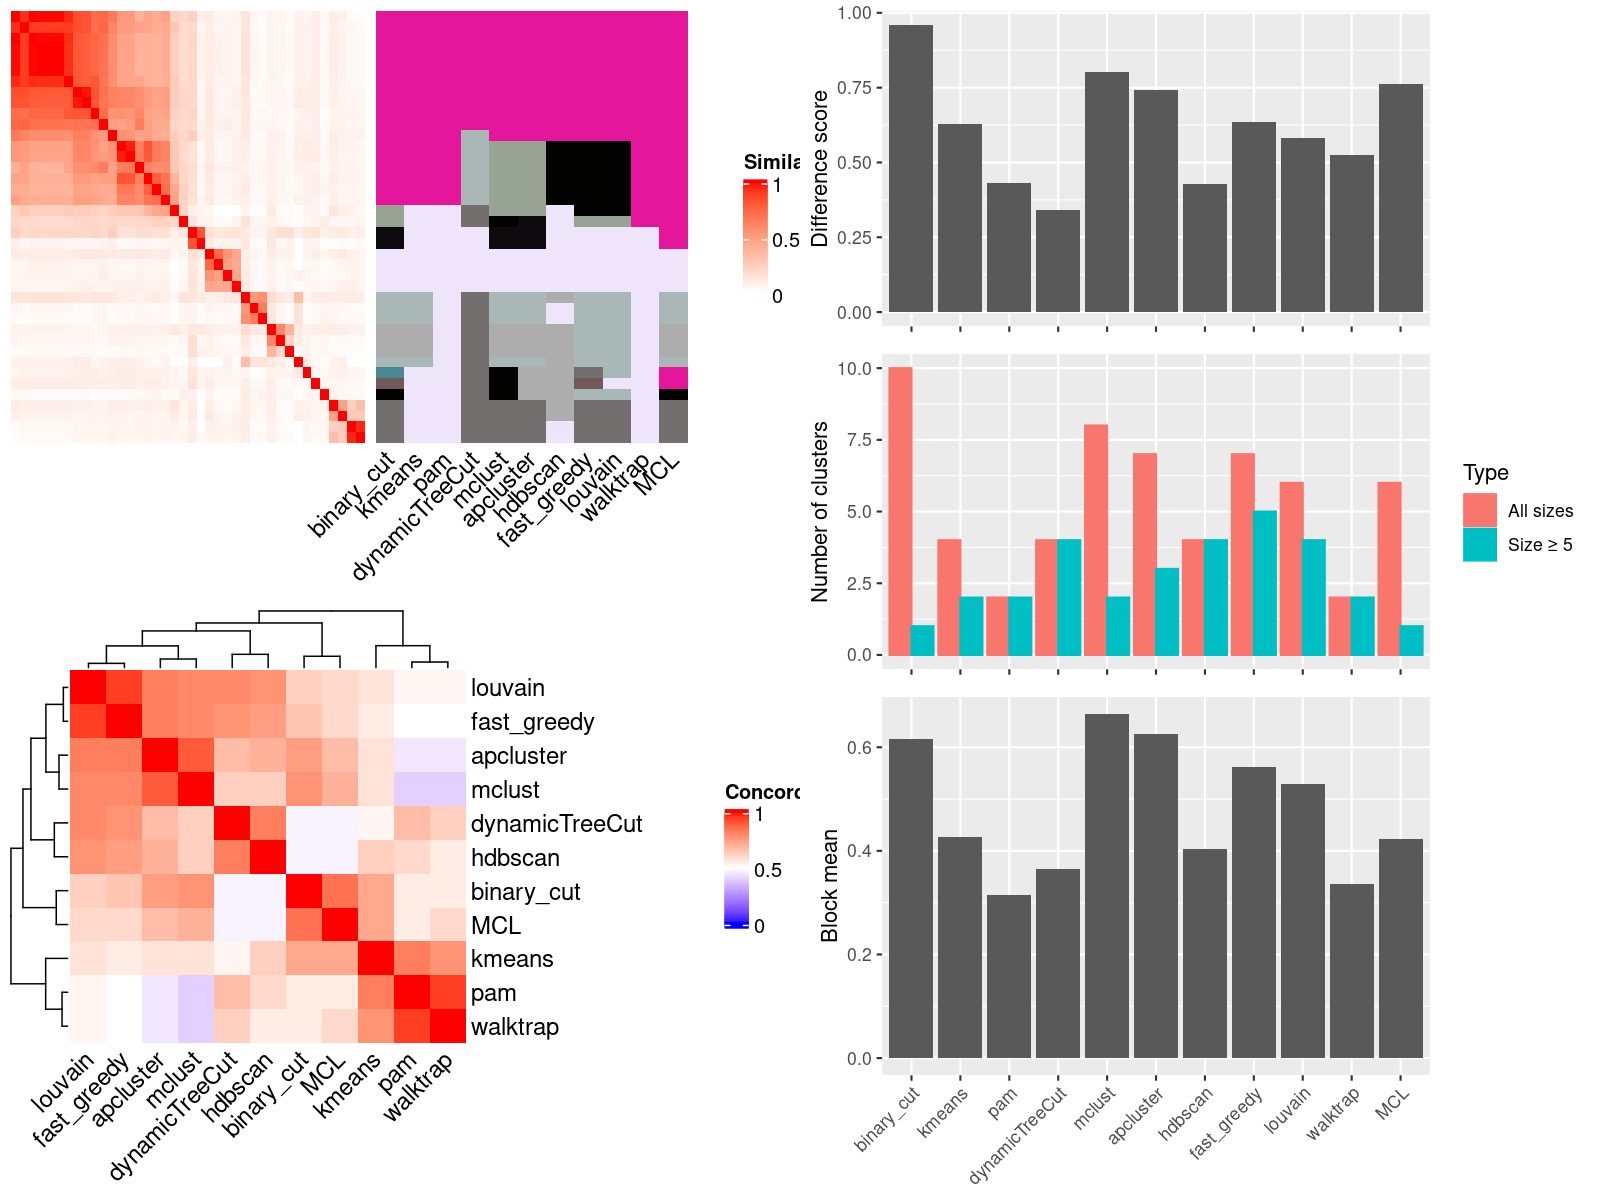 Simila
1
0.5
0
binary_cut
kmeans
pam
dynamicTreeCut
mclust
apcluster
hdbscan
fast_greedy
louvain
walktrap
MCL
louvain
fast_greedy
apcluster
mclust
dynamicTreeCut
hdbscan
binary_cut
MCL
kmeans
pam
walktrap
louvain
fast_greedy
apcluster
mclust
dynamicTreeCut
hdbscan
binary_cut
MCL
kmeans
pam
walktrap
Concord
1
0.5
0
Difference score
1.00
0.75
0.50
0.25
0.00
Number of clusters
10.0
7.5
5.0
2.5
0.0
Type
All sizes
Size ≥ 5
Block mean
0.6
0.4
0.2
0.0
binary_cut
kmeans
pam
dynamicTreeCut
mclust
apcluster
hdbscan
fast_greedy
louvain
walktrap
MCL